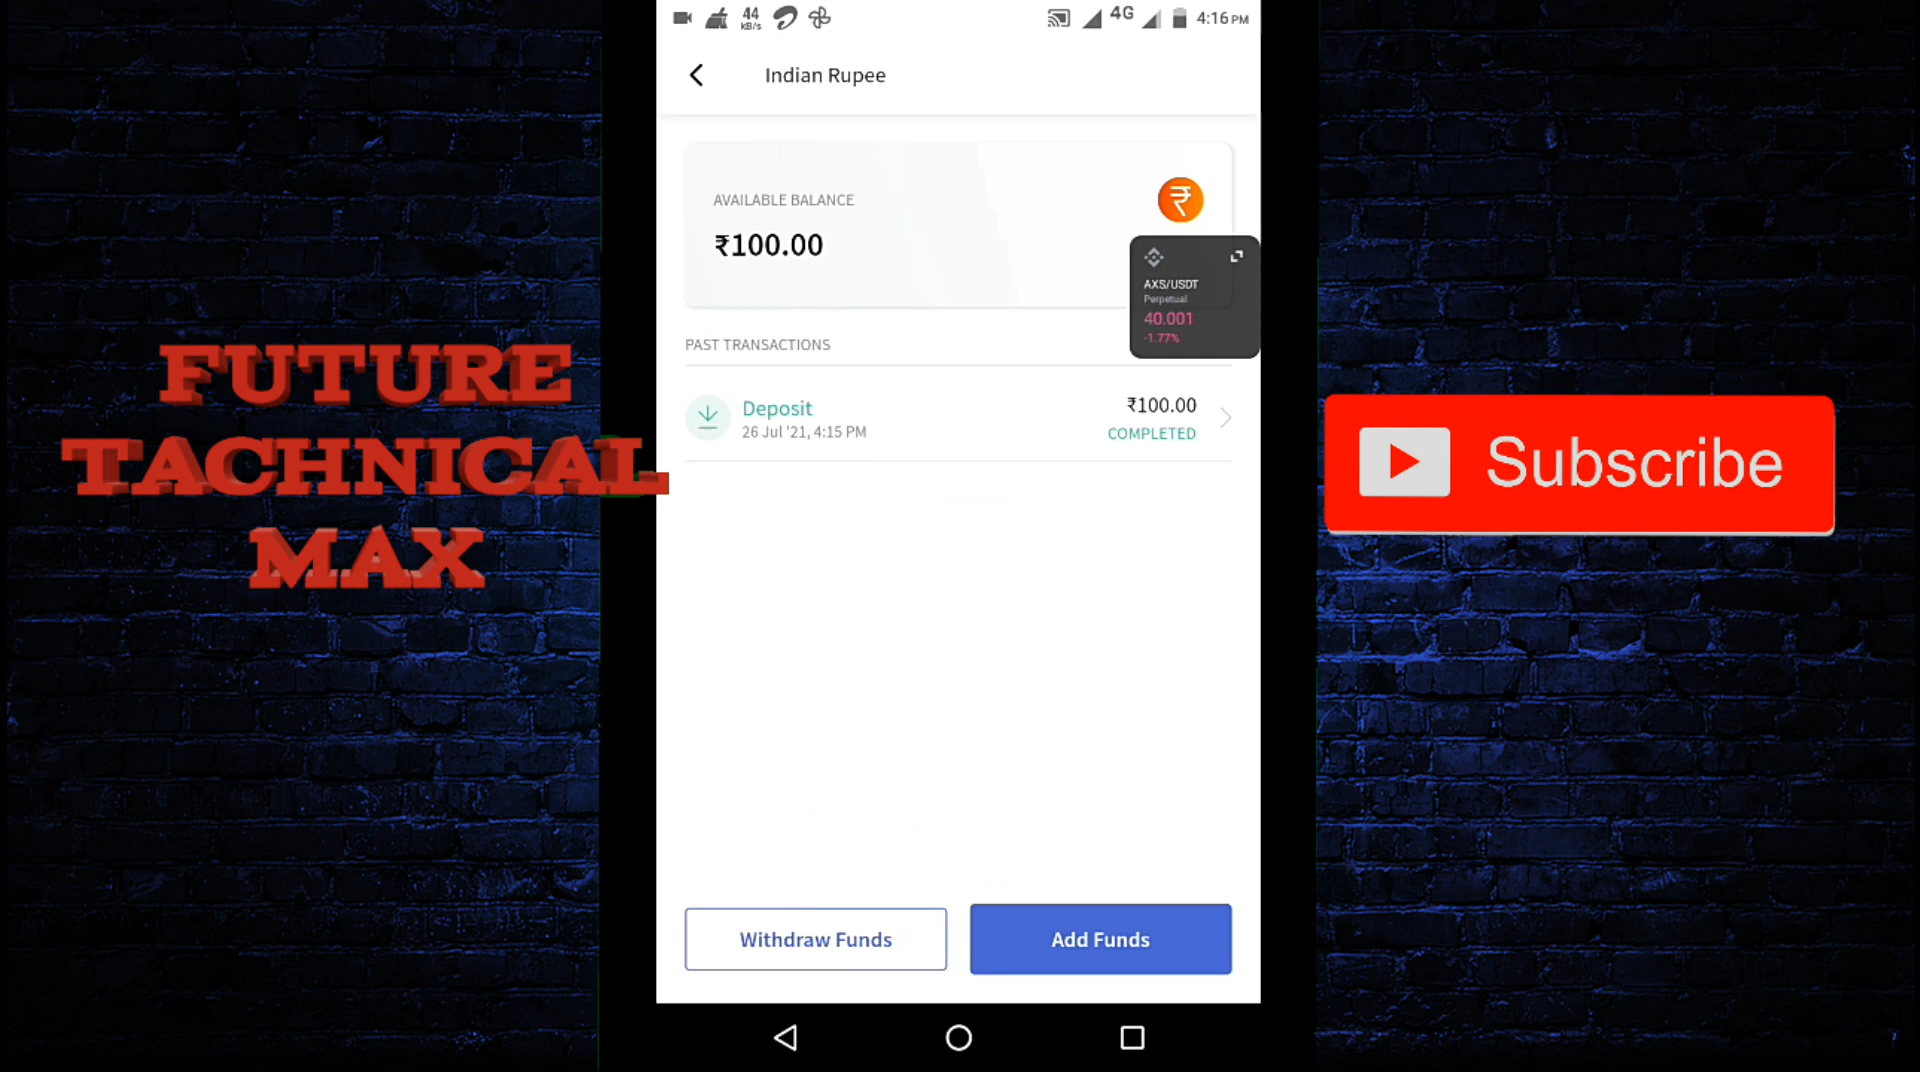 44
kB/s
4G
4:16 PM
Indian Rupee
AVAILABLE BALANCE
₹100.00
AXS/USDT
Perpetual
40.001
-1.77%
PAST TRANSACTIONS
Deposit
₹100.00
26 Jul '21, 4:15 PM
COMPLETED
FUTURE
TACHNICAL
MAX
Subscribe
Withdraw Funds
Add Funds